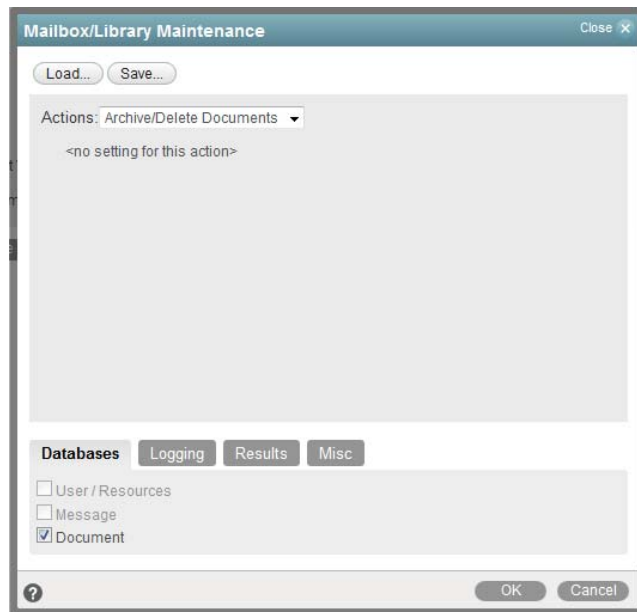 Mailbox/Library Maintenance
Close
Load... Save...
Actions: Archive/Delete Documents
<no setting for this action>
Databases Logging Results Misc
User / Resources
Message
Document
? OK Cancel